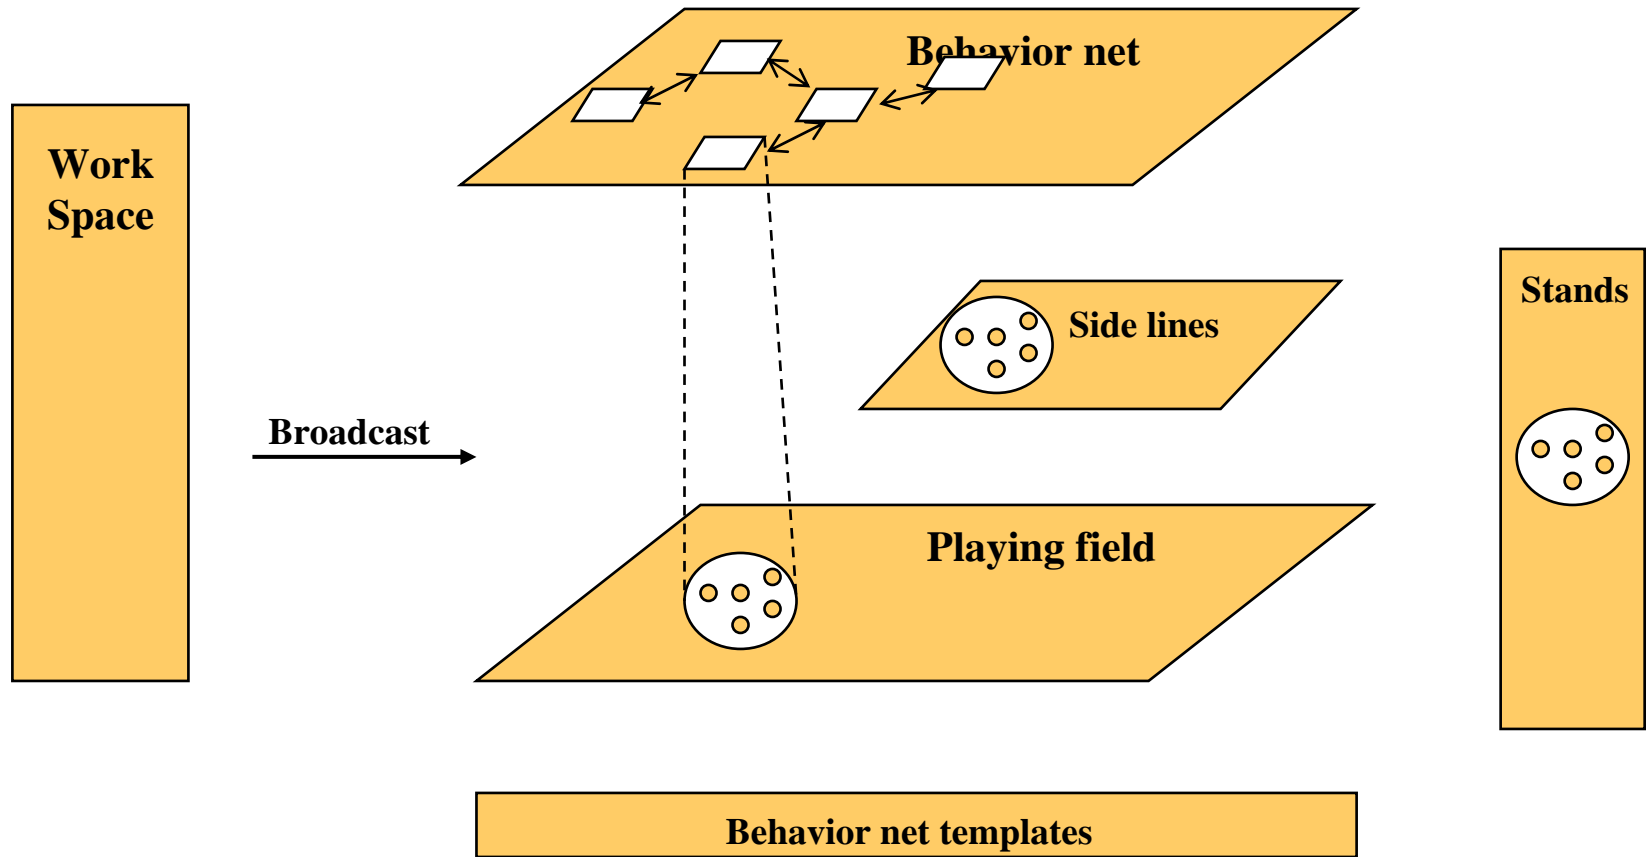 Behavior net
Work
Space
Stands
Side lines
Broadcast
Playing field
Behavior net templates